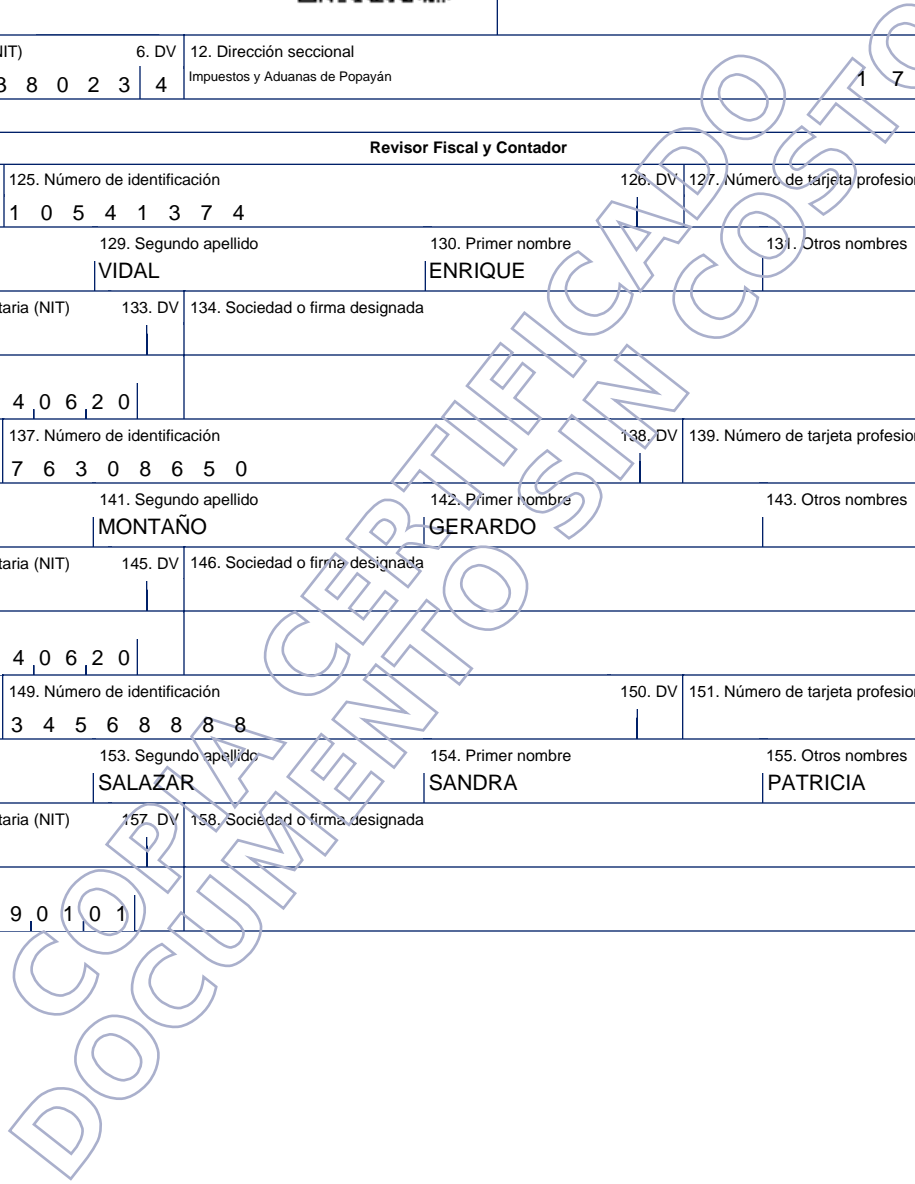 NIT) 6. DV 12. Dirección seccional
8 0 2 3 4 Impuestos y Aduanas de Popayán 1 7
Revisor Fiscal y Contador
125. Número de identificación 126. DV 127. Número de tarjeta profesion
1 0 5 4 1 3 7 4
129. Segundo apellido 130. Primer nombre 131. Otros nombres
VIDAL ENRIQUE
taria (NIT) 133. DV 134. Sociedad o firma designada
4 0 6 2 0
137. Número de identificación 138. DV 139. Número de tarjeta profesion
7 6 3 0 8 6 5 0
141. Segundo apellido 142. Primer nombre 143. Otros nombres
MONTAÑO GERARDO
taria (NIT) 145. DV 146. Sociedad o firma designada
4 0 6 2 0
149. Número de identificación 150. DV 151. Número de tarjeta profesion
3 4 5 6 8 8 8 8
153. Segundo apellido 154. Primer nombre 155. Otros nombres
SALAZAR SANDRA PATRICIA
taria (NIT) 157. DV 158. Sociedad o firma designada
9 0 1 0 1
COPIA CERTIFICADO
DOCUMENTO SIN COSTO